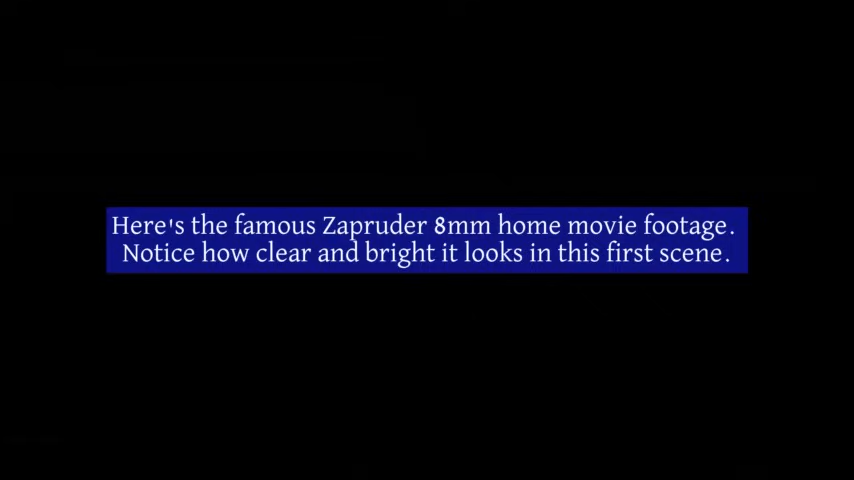 Here's the famous Zapruder 8mm home movie footage.
Notice how clear and bright it looks in this first scene.